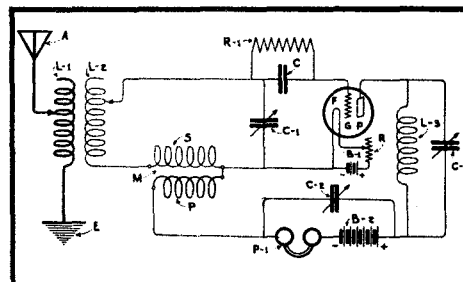 A
L-1
L-2
R-1
C
F
G
P
C-1
R
B-1
- +
L-3
C-
S
M
P
C-2
E
P-1
B-2
- +